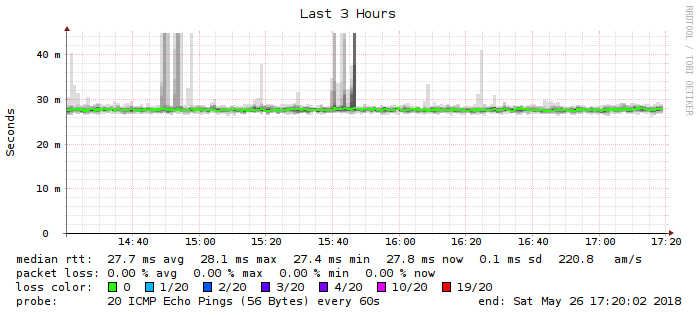 Last 3 Hours
RRDTOOL / TOBI OETIKER
Seconds
40 m
30 m
20 m
10 m
0
14:40 15:00 15:20 15:40 16:00 16:20 16:40 17:00 17:20
median rtt: 27.7 ms avg 28.1 ms max 27.4 ms min 27.8 ms now 0.1 ms sd 220.8 am/s
packet loss: 0.00 % avg 0.00 % max 0.00 % min 0.00 % now
loss color: 0 1/20 2/20 3/20 4/20 10/20 19/20
probe: 20 ICMP Echo Pings (56 Bytes) every 60s end: Sat May 26 17:20:02 2018